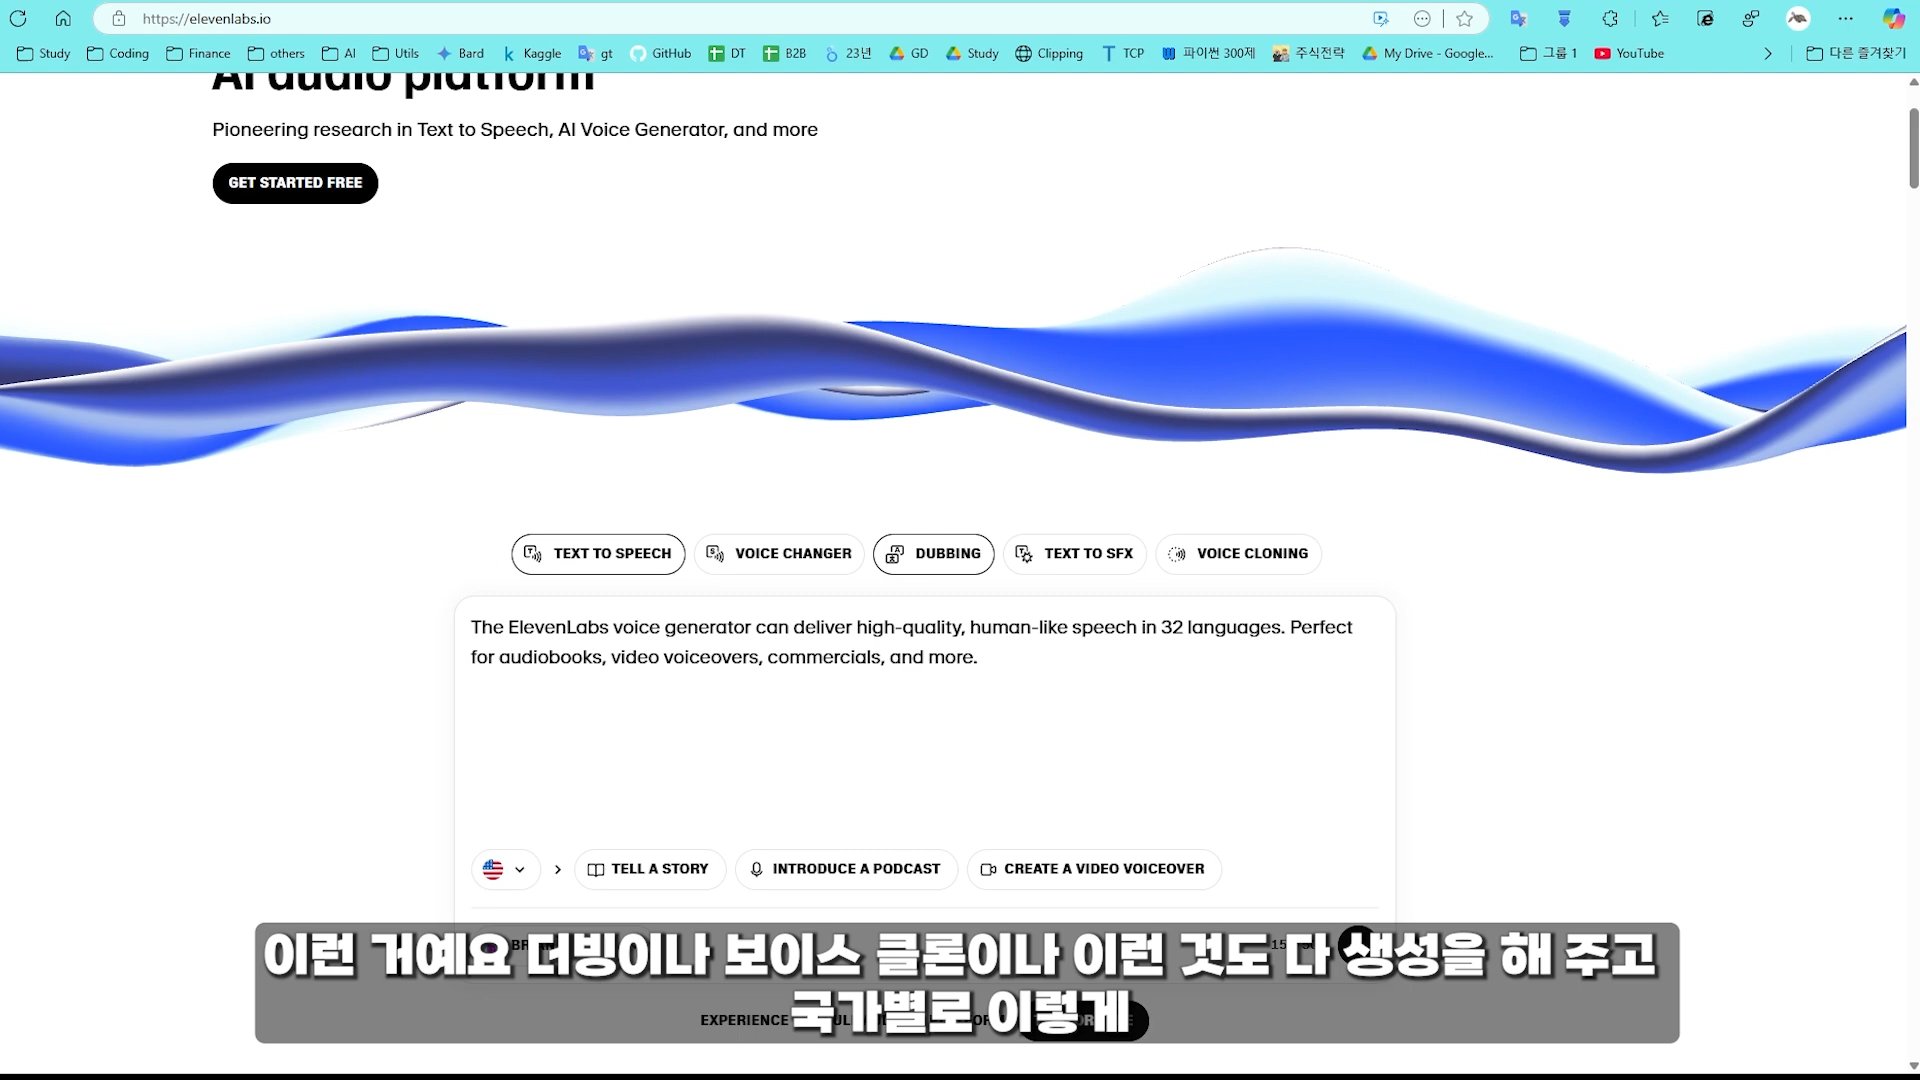 https://elevenlabs.io
Study Coding Finance others AI Utils Bard Kaggle gt GitHub DT B2B 23년 GD Study Clipping TCP 파이썬 300제 주식전략 My Drive - Google... 그룹 1 YouTube 다른 즐겨찾기
AI audio platform
Pioneering research in Text to Speech, AI Voice Generator, and more
GET STARTED FREE
TEXT TO SPEECH VOICE CHANGER DUBBING TEXT TO SFX VOICE CLONING
The ElevenLabs voice generator can deliver high-quality, human-like speech in 32 languages. Perfect
for audiobooks, video voiceovers, commercials, and more.
TELL A STORY INTRODUCE A PODCAST CREATE A VIDEO VOICEOVER
이런 거예요 더빙이나 보이스 클론이나 이런 것도 다 생성을 해 주고
국가별로 이렇게
EXPERIENCE